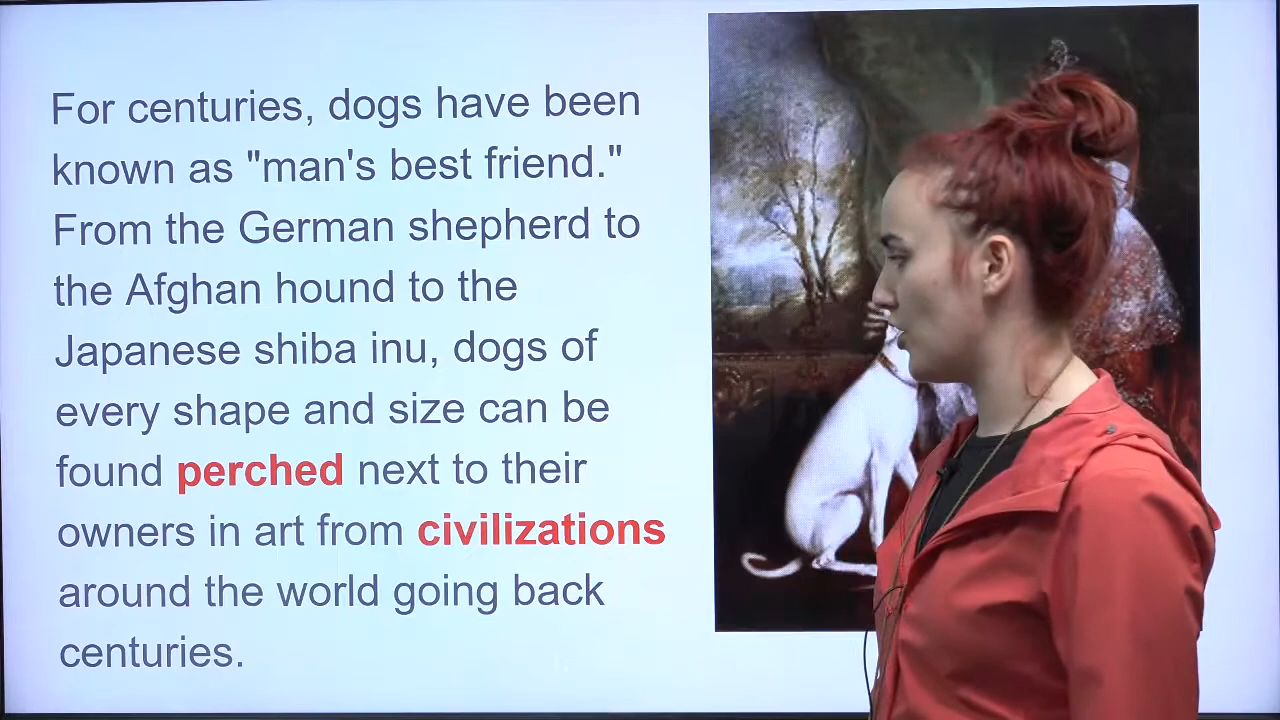 For centuries, dogs have been
known as "man's best friend."
From the German shepherd to
the Afghan hound to the
Japanese shiba inu, dogs of
every shape and size can be
found perched next to their
owners in art from civilizations
around the world going back
centuries.